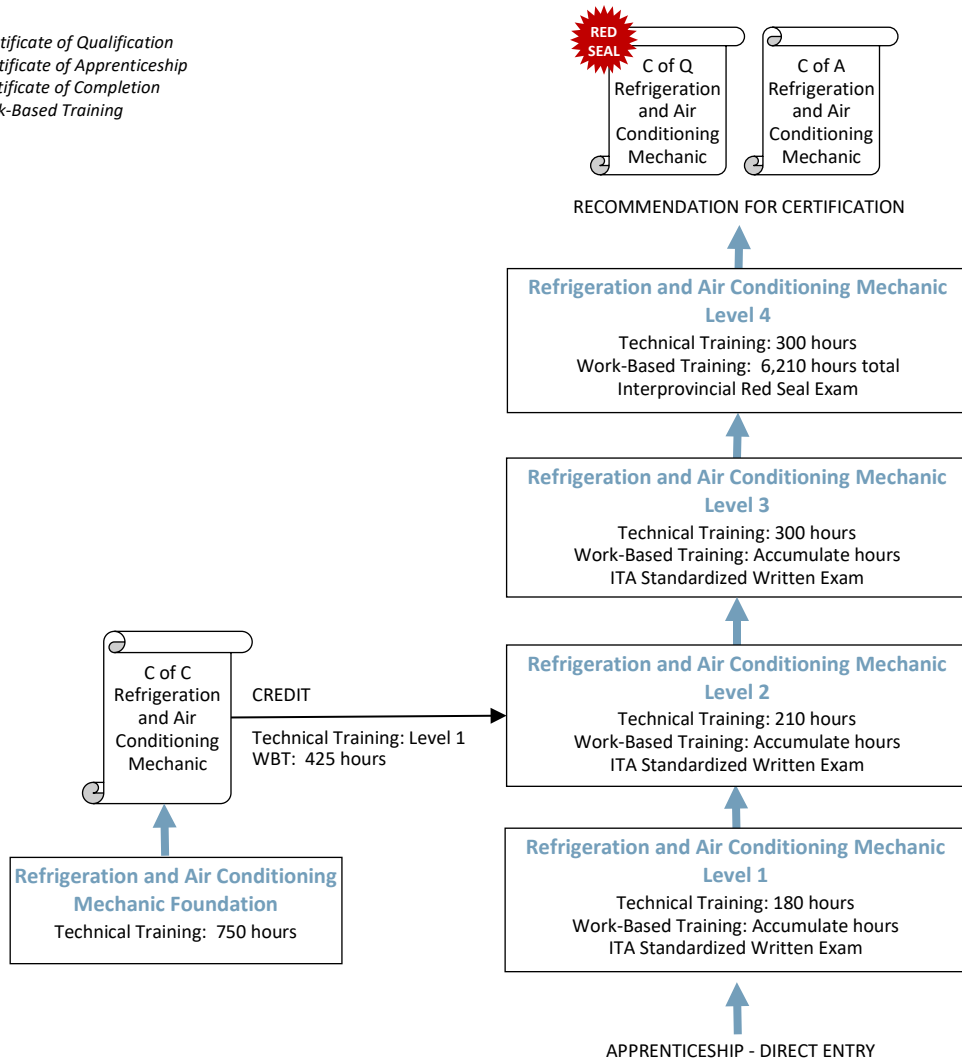 Certificate of Qualification
Certificate of Apprenticeship
Certificate of Completion
Work-Based Training
RED
SEAL
C of Q
Refrigeration
and Air
Conditioning
Mechanic
C of A
Refrigeration
and Air
Conditioning
Mechanic
RECOMMENDATION FOR CERTIFICATION
Refrigeration and Air Conditioning Mechanic
Level 4
Technical Training: 300 hours
Work-Based Training: 6,210 hours total
Interprovincial Red Seal Exam
Refrigeration and Air Conditioning Mechanic
Level 3
Technical Training: 300 hours
Work-Based Training: Accumulate hours
ITA Standardized Written Exam
C of C
Refrigeration
and Air
Conditioning
Mechanic
CREDIT
Technical Training: Level 1
WBT: 425 hours
Refrigeration and Air Conditioning Mechanic
Level 2
Technical Training: 210 hours
Work-Based Training: Accumulate hours
ITA Standardized Written Exam
Refrigeration and Air Conditioning
Mechanic Foundation
Technical Training: 750 hours
Refrigeration and Air Conditioning Mechanic
Level 1
Technical Training: 180 hours
Work-Based Training: Accumulate hours
ITA Standardized Written Exam
APPRENTICESHIP - DIRECT ENTRY